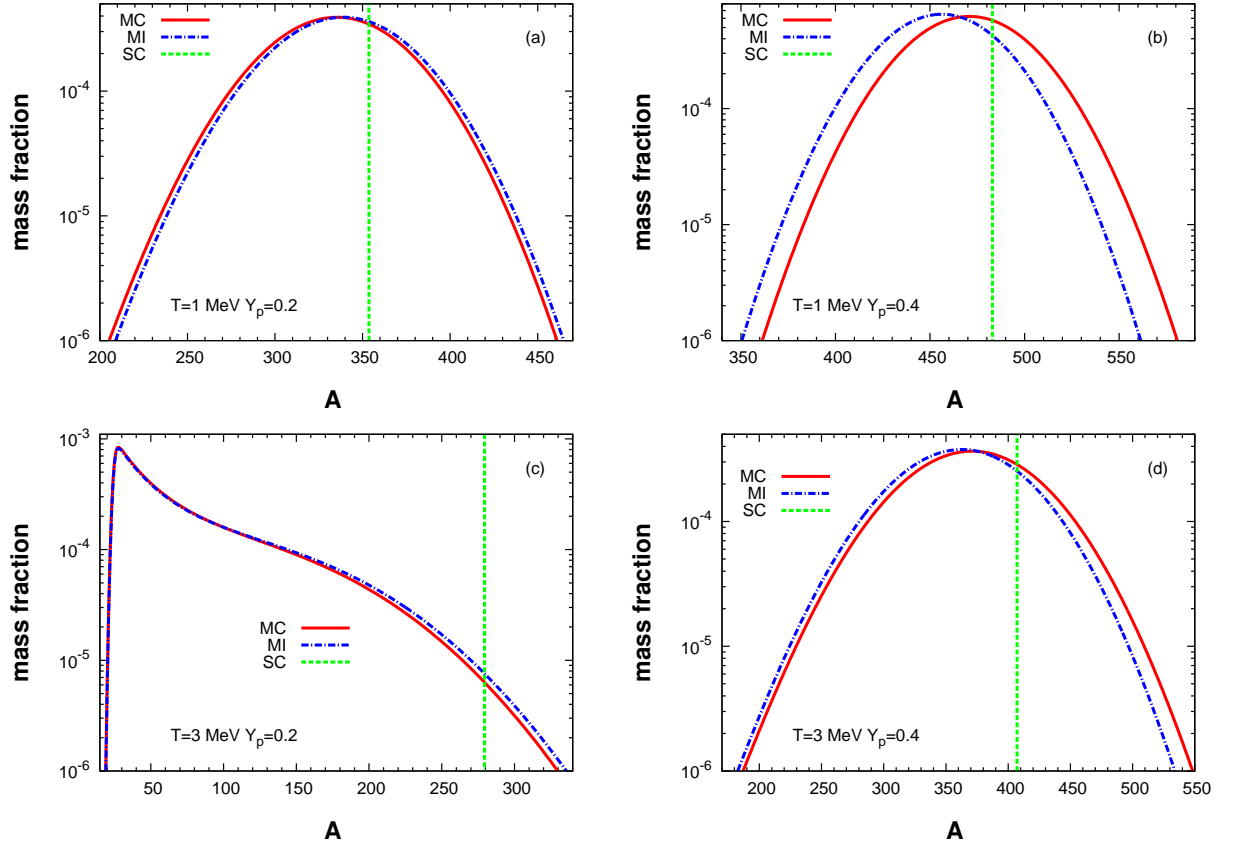 MC
MI
SC
(a)
mass fraction
10^-4
10^-5
10^-6
T=1 MeV Y_p=0.2
200 250 300 350 400 450
A
MC
MI
SC
(b)
mass fraction
10^-4
10^-5
10^-6
T=1 MeV Y_p=0.4
350 400 450 500 550
A
10^-3
(c)
mass fraction
10^-4
MC
MI
SC
10^-5
T=3 MeV Y_p=0.2
10^-6
50 100 150 200 250 300
A
(d)
MC
MI
SC
mass fraction
10^-4
10^-5
T=3 MeV Y_p=0.4
10^-6
200 250 300 350 400 450 500 550
A